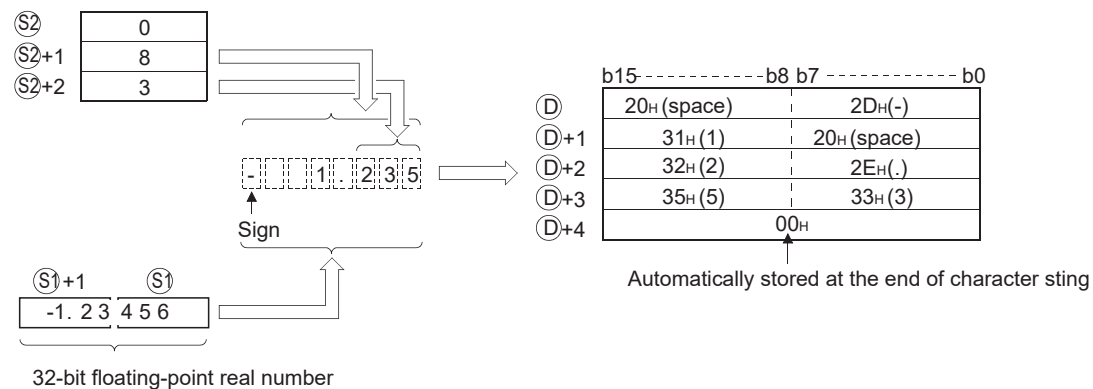 S2 0
S2+1 8
S2+2 3
b15 b8 b7 b0
D 20H (space) 2DH(-)
D+1 31H (1) 20H (space)
D+2 32H (2) 2EH(.)
D+3 35H (5) 33H (3)
D+4 00H
- 1 . 2 3 5
Sign
Automatically stored at the end of character sting
S1+1 S1
-1. 2 3 4 5 6
32-bit floating-point real number